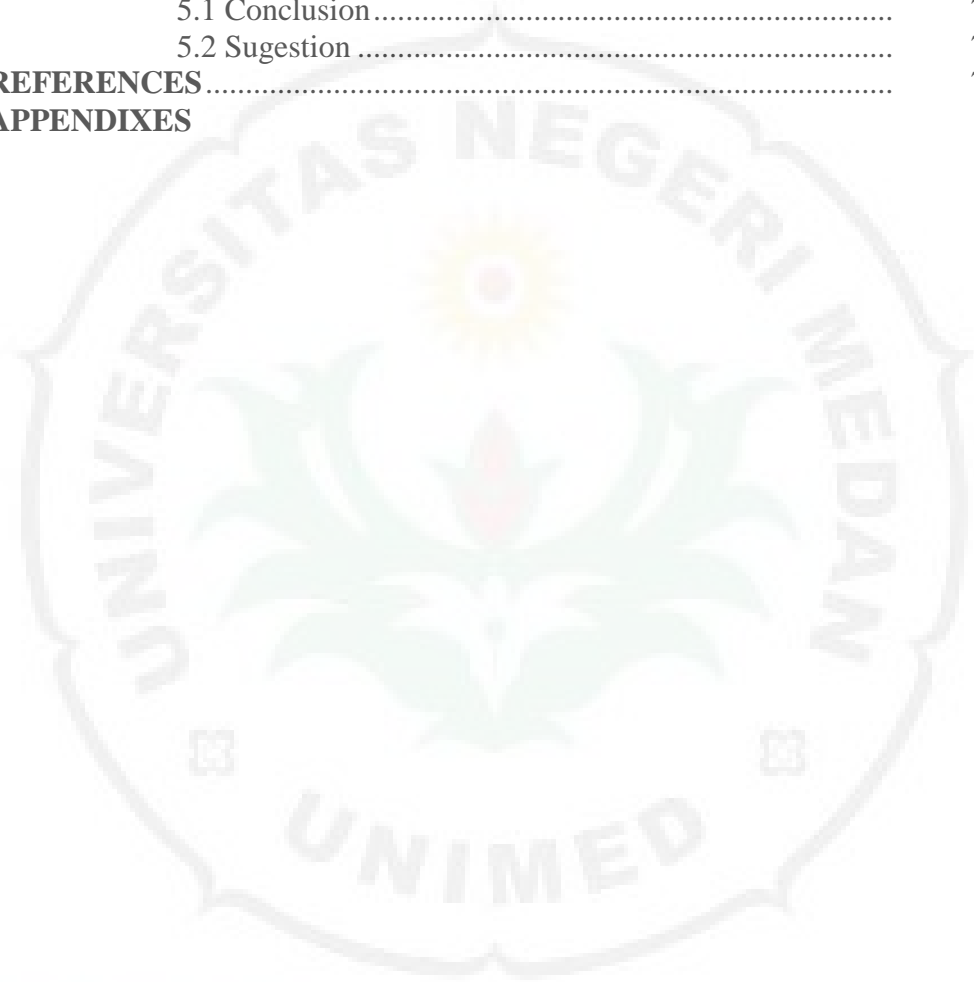 5.1 Conclusion................................................................
5.2 Sugestion ..................................................................
REFERENCES......................................................................................
APPENDIXES
UNIVERSITAS NEGERI MEDAN
UNIMED